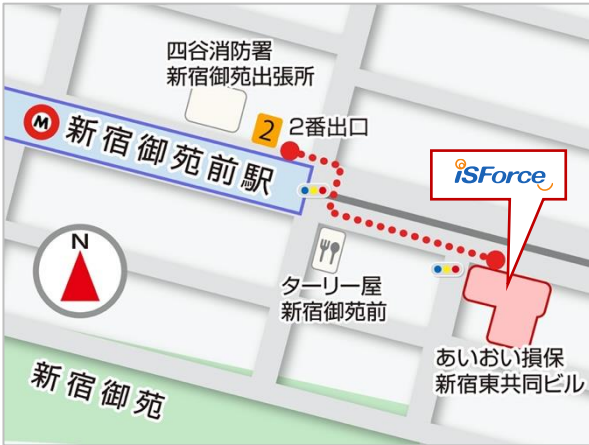 四谷消防署
新宿御苑出張所
2
2番出口
M
新宿御苑前駅
iSForce
N
ターリー屋
新宿御苑前
あいおい損保
新宿東共同ビル
新宿御苑